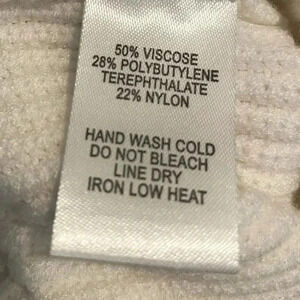 50% VISCOSE
28% POLYBUTYLENE
TEREPHTHALATE
22% NYLON
HAND WASH COLD
DO NOT BLEACH
LINE DRY
IRON LOW HEAT